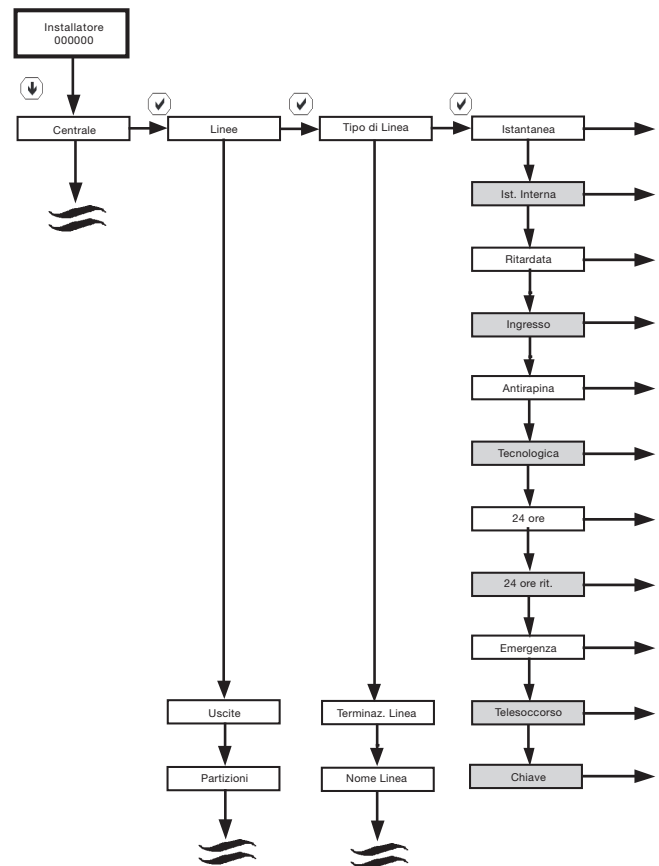 Installatore
000000
Centrale
Linee
Tipo di Linea
Istantanea
Ist. Interna
Ritardata
Ingresso
Antirapina
Tecnologica
24 ore
24 ore rit.
Emergenza
Uscite
Terminaz. Linea
Telesoccorso
Partizioni
Nome Linea
Chiave